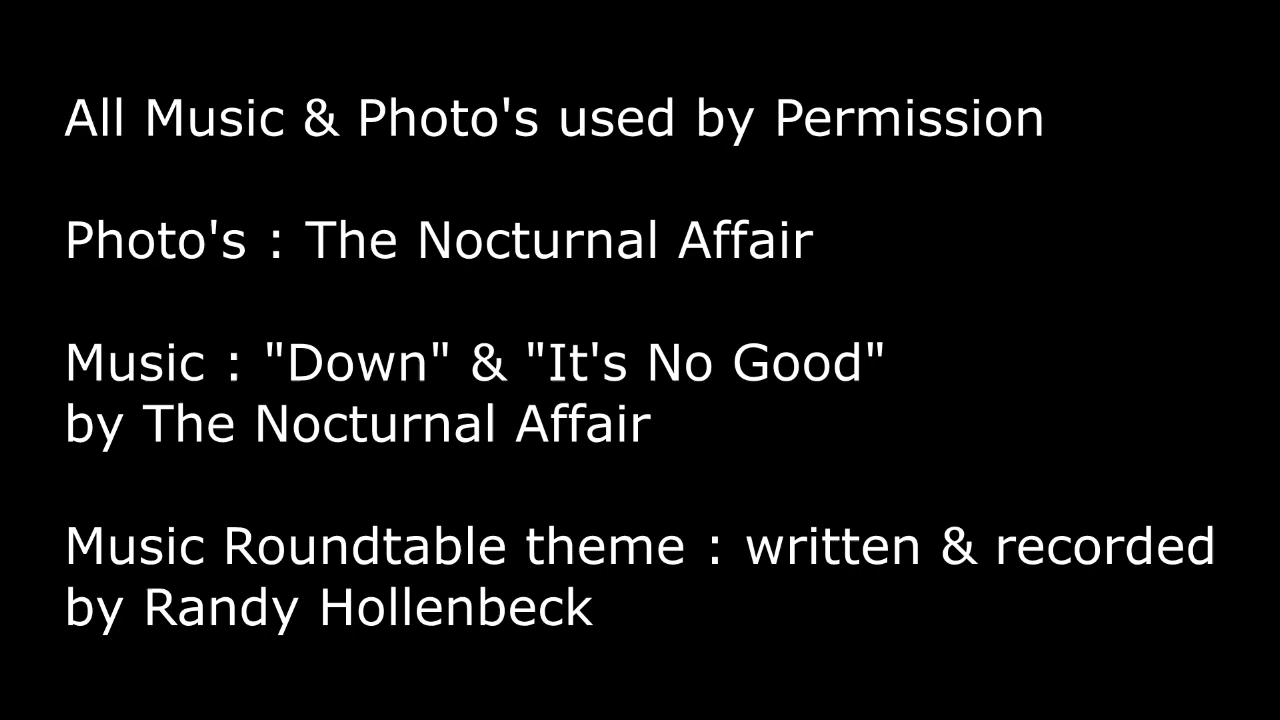 All Music & Photo's used by Permission
Photo's : The Nocturnal Affair
Music : "Down" & "It's No Good"
by The Nocturnal Affair
Music Roundtable theme : written & recorded
by Randy Hollenbeck